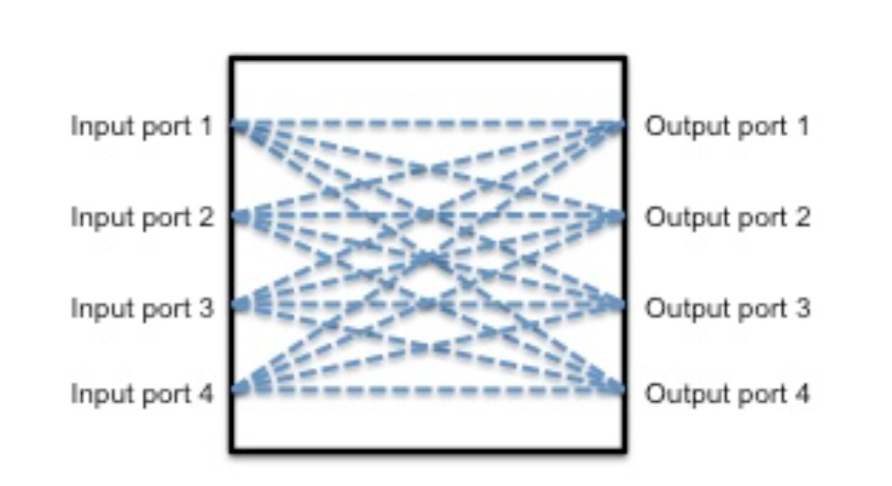 Input port 1
Output port 1
Input port 2
Output port 2
Input port 3
Output port 3
Input port 4
Output port 4